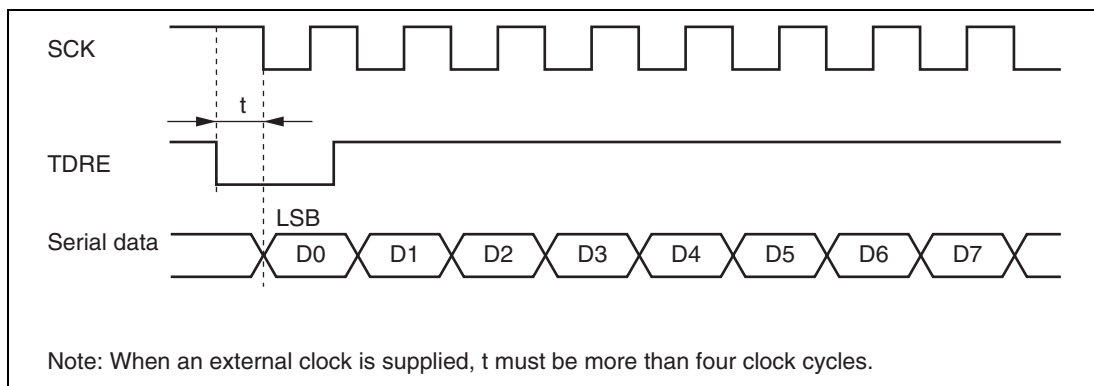 SCK
t
TDRE
LSB
Serial data D0 D1 D2 D3 D4 D5 D6 D7
Note: When an external clock is supplied, t must be more than four clock cycles.